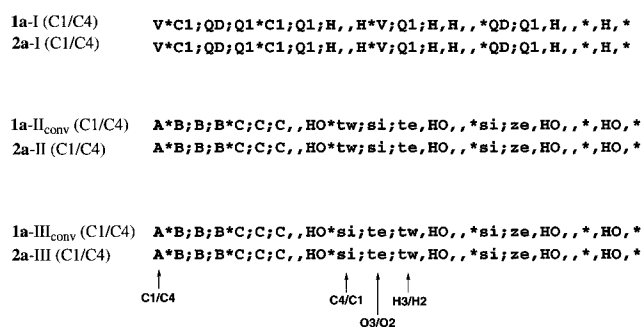 1a-I (C1/C4) V*C1;QD;Q1*C1;Q1;H,,H*V;Q1;H,H,,*QD;Q1,H,,*,H,*
2a-I (C1/C4) V*C1;QD;Q1*C1;Q1;H,,H*V;Q1;H,H,,*QD;Q1,H,,*,H,*
1a-IIconv (C1/C4) A*B;B;B*C;C;C,,HO*tw;si;te,HO,,*si;ze,HO,,*,HO,*
2a-II (C1/C4) A*B;B;B*C;C;C,,HO*tw;si;te,HO,,*si;ze,HO,,*,HO,*
1a-IIIconv (C1/C4) A*B;B;B*C;C;C,,HO*si;te;tw,HO,,*si;ze,HO,,*,HO,*
2a-III (C1/C4) A*B;B;B*C;C;C,,HO*si;te;tw,HO,,*si;ze,HO,,*,HO,*
C1/C4 C4/C1 H3/H2
O3/O2